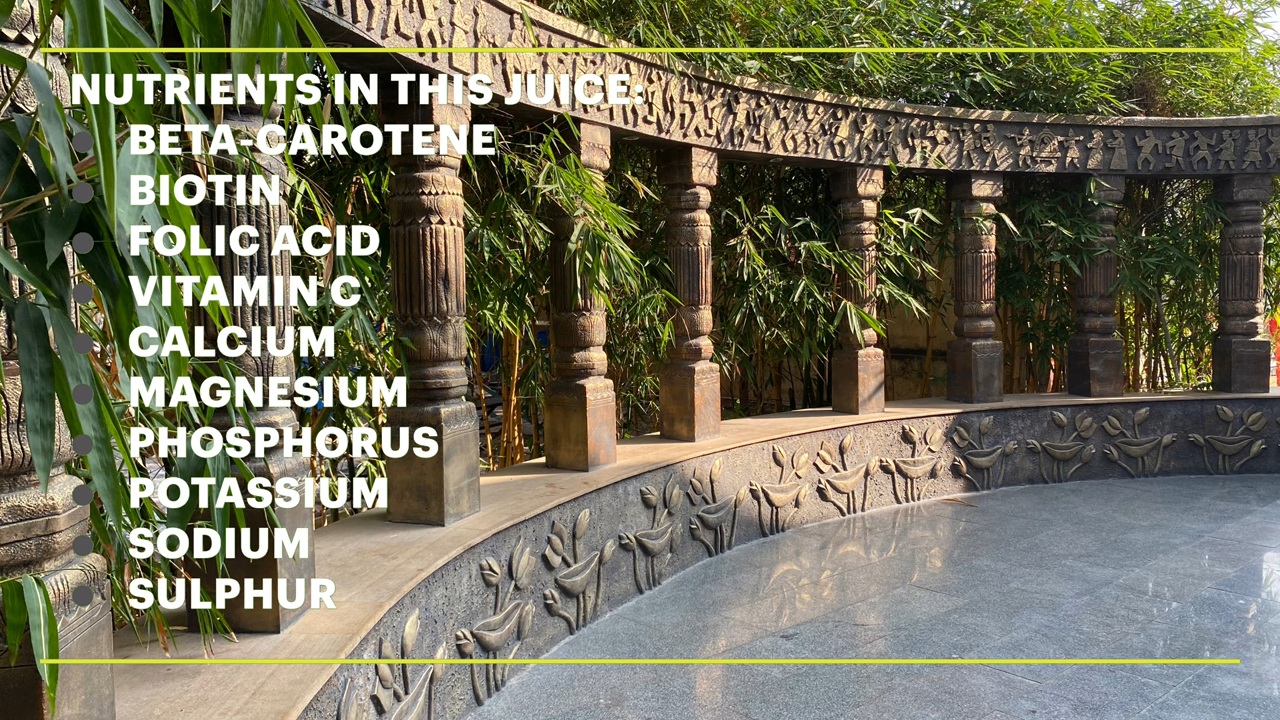 NUTRIENTS IN THIS JUICE:
BETA-CAROTENE
BIOTIN
FOLIC ACID
VITAMIN C
CALCIUM
MAGNESIUM
PHOSPHORUS
POTASSIUM
SODIUM
SULPHUR